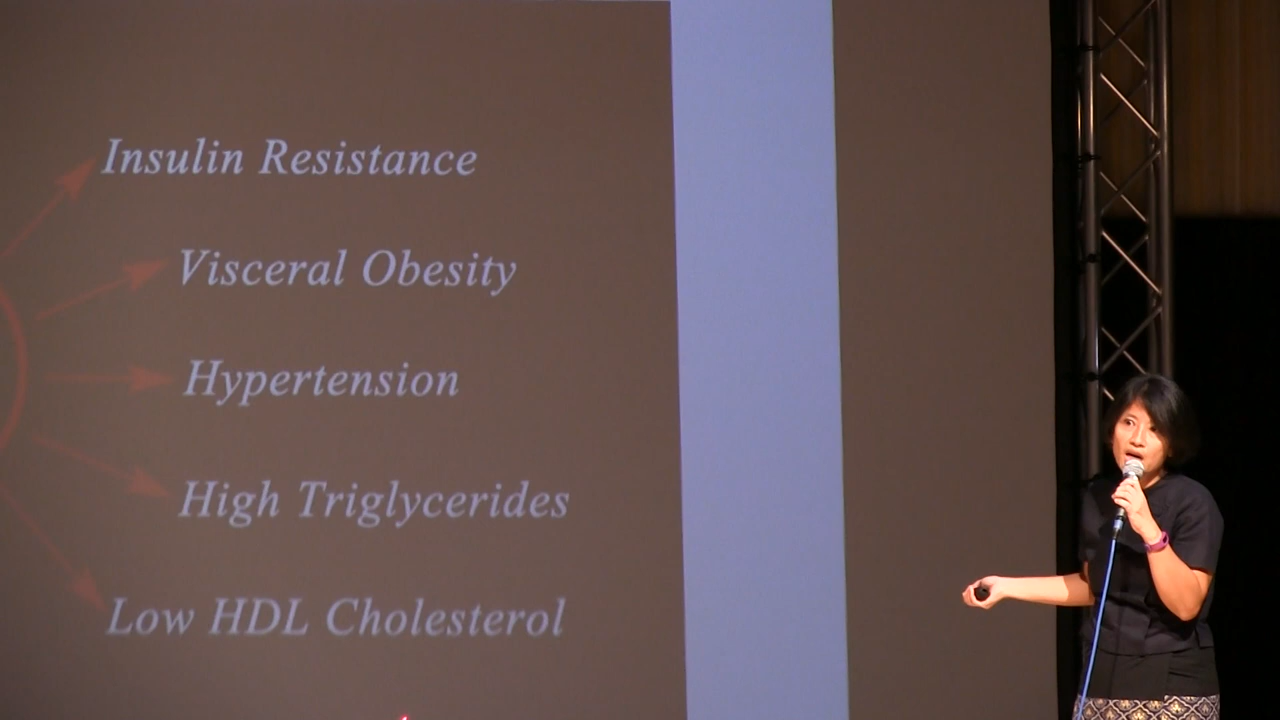 Insulin Resistance
Visceral Obesity
Hypertension
High Triglycerides
Low HDL Cholesterol